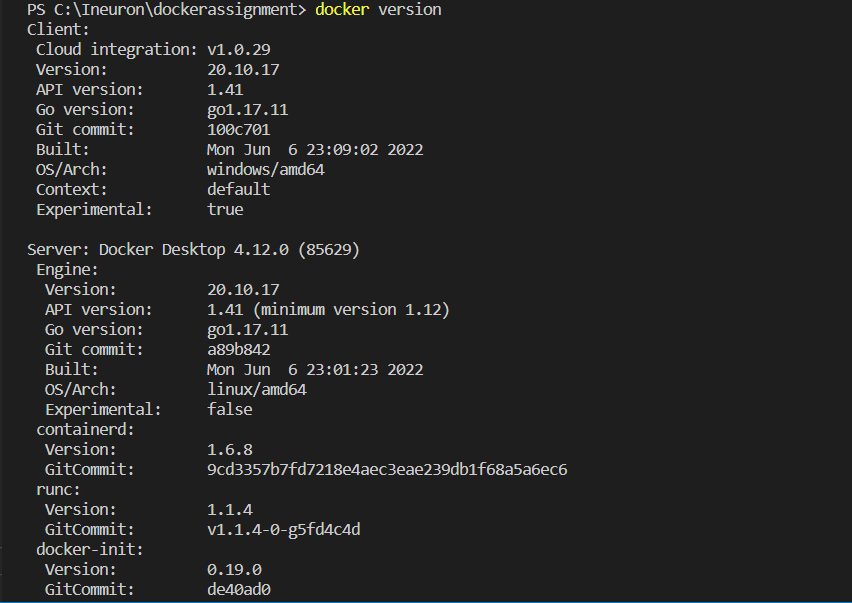 PS C:\Ineuron\dockerassignment> docker version
Client:
 Cloud integration: v1.0.29
 Version:           20.10.17
 API version:       1.41
 Go version:        go1.17.11
 Git commit:        100c701
 Built:             Mon Jun  6 23:09:02 2022
 OS/Arch:           windows/amd64
 Context:           default
 Experimental:      true

Server: Docker Desktop 4.12.0 (85629)
 Engine:
  Version:          20.10.17
  API version:      1.41 (minimum version 1.12)
  Go version:       go1.17.11
  Git commit:       a89b842
  Built:            Mon Jun  6 23:01:23 2022
  OS/Arch:          linux/amd64
  Experimental:     false
 containerd:
  Version:          1.6.8
  GitCommit:        9cd3357b7fd7218e4aec3eae239db1f68a5a6ec6
 runc:
  Version:          1.1.4
  GitCommit:        v1.1.4-0-g5fd4c4d
 docker-init:
  Version:          0.19.0
  GitCommit:        de40ad0